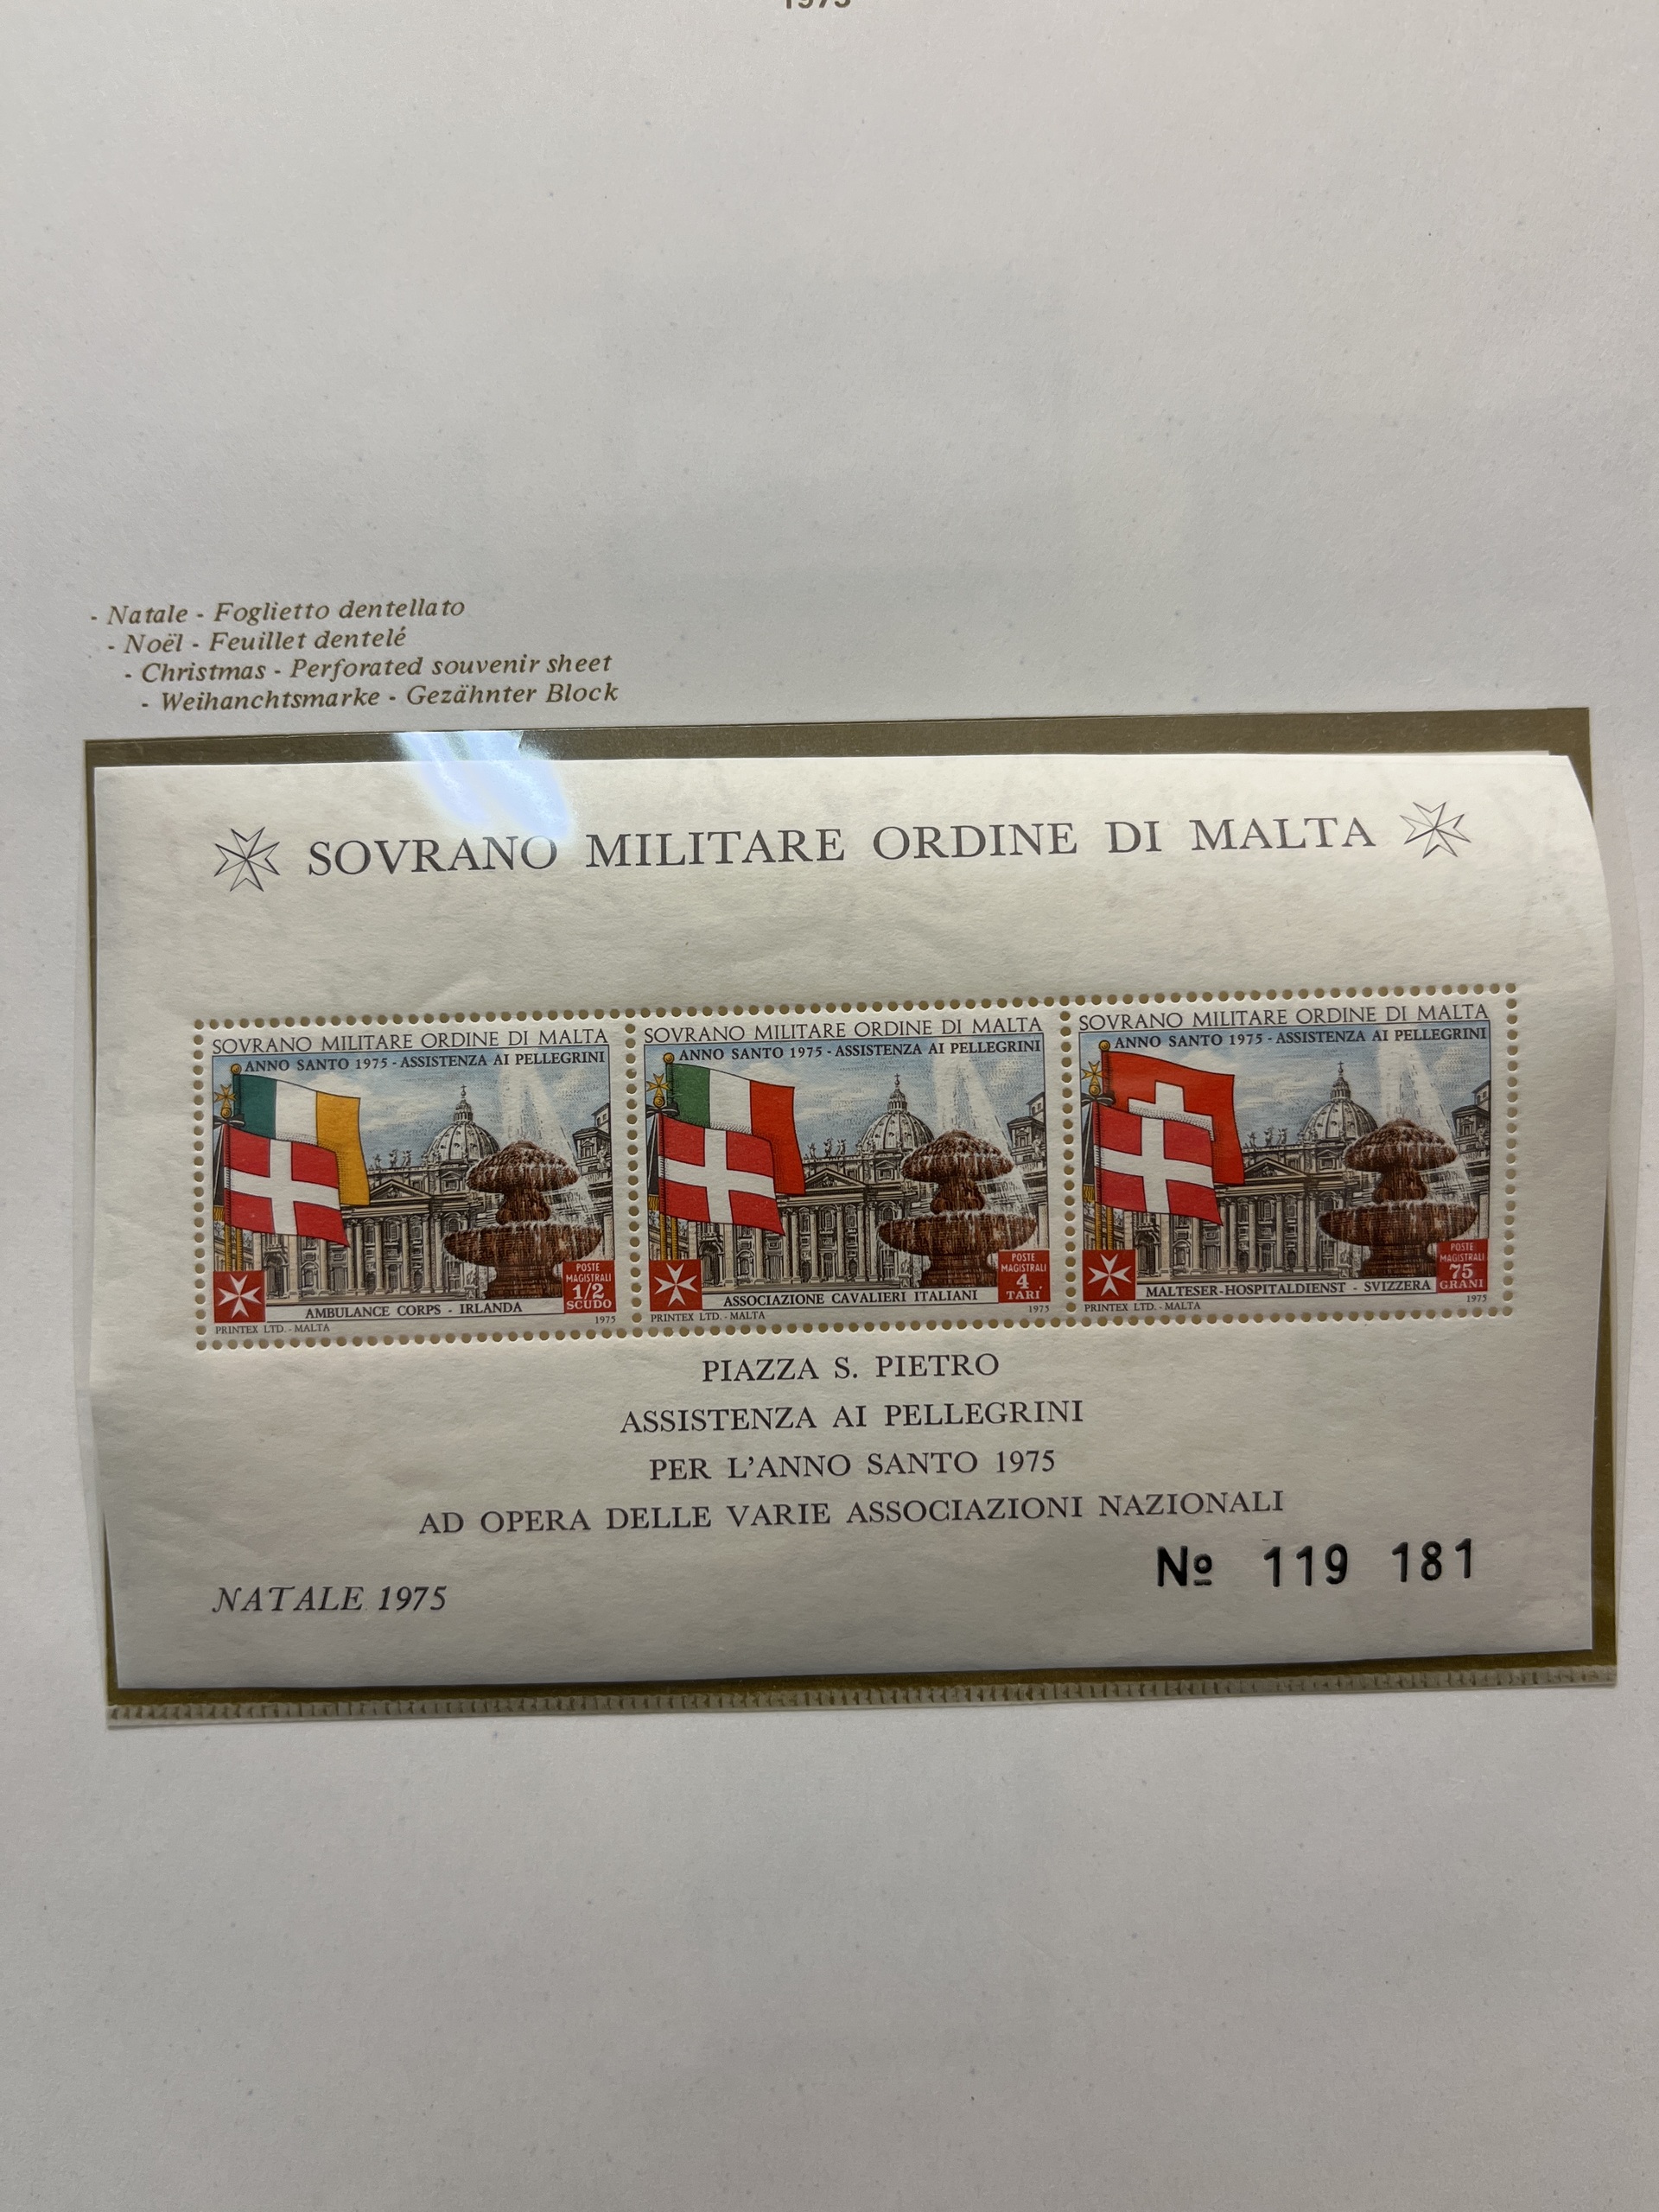 1975
- Natale - Foglietto dentellato
- Noël - Feuillet dentelé
- Christmas - Perforated souvenir sheet
- Weihanchtsmarke - Gezähnter Block
SOVRANO MILITARE ORDINE DI MALTA
SOVRANO MILITARE ORDINE DI MALTA
ANNO SANTO 1975 - ASSISTENZA AI PELLEGRINI
POSTE
MAGISTRALI
1/2
SCUDO
AMBULANCE CORPS - IRLANDA
PRINTEX LTD. - MALTA
1975
SOVRANO MILITARE ORDINE DI MALTA
ANNO SANTO 1975 - ASSISTENZA AI PELLEGRINI
POSTE
MAGISTRALI
4
TARI
ASSOCIAZIONE CAVALIERI ITALIANI
PRINTEX LTD. - MALTA
1975
SOVRANO MILITARE ORDINE DI MALTA
ANNO SANTO 1975 - ASSISTENZA AI PELLEGRINI
POSTE
MAGISTRALI
75
GRANI
MALTESER-HOSPITALDIENST - SVIZZERA
PRINTEX LTD. - MALTA
1975
PIAZZA S. PIETRO
ASSISTENZA AI PELLEGRINI
PER L'ANNO SANTO 1975
AD OPERA DELLE VARIE ASSOCIAZIONI NAZIONALI
Nº 119 181
NATALE 1975